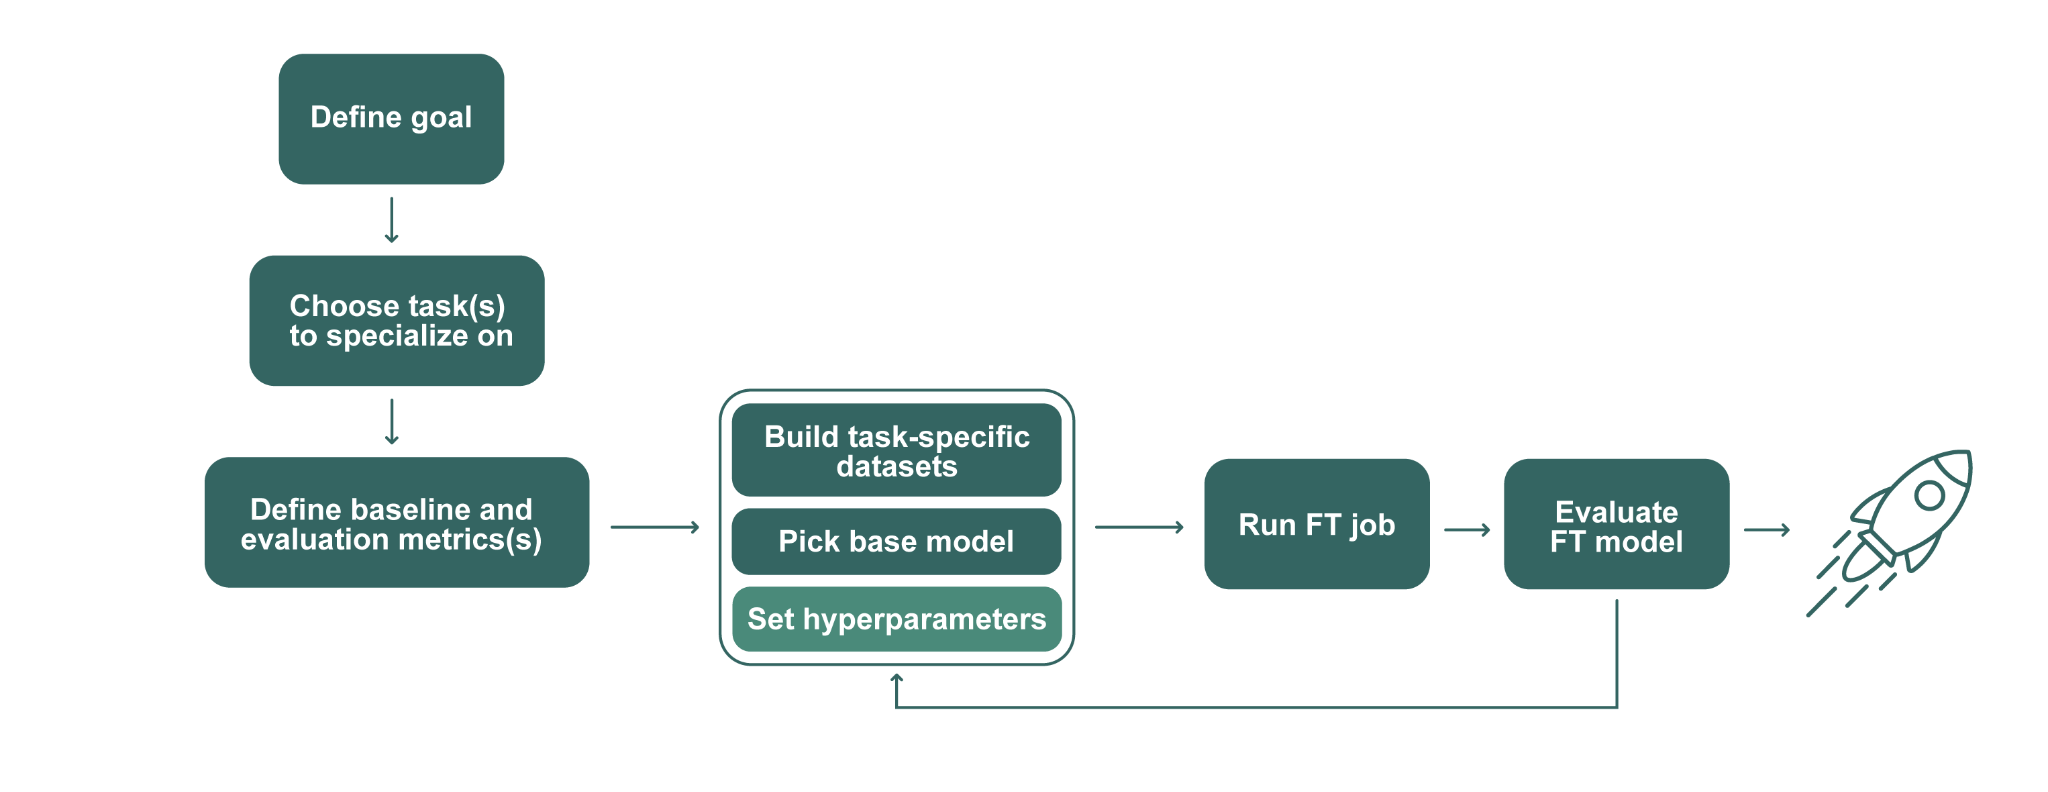 Define goal
Choose task(s)
to specialize on
Define baseline and
evaluation metrics(s)
Build task-specific
datasets
Pick base model
Set hyperparameters
Run FT job
Evaluate
FT model